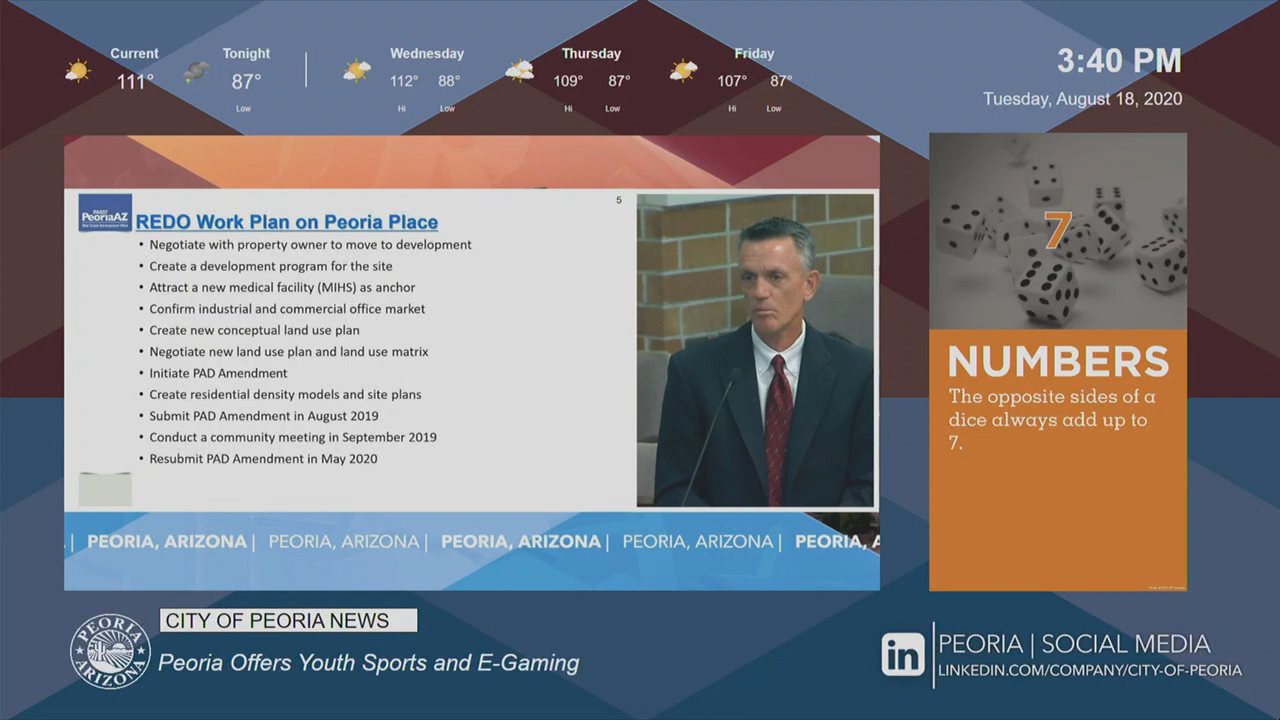 Current
111°
Tonight
87°
Low
Wednesday
112° 88°
Hi Low
Thursday
109° 87°
Hi Low
Friday
107° 87°
Hi Low
3:40 PM
Tuesday, August 18, 2020
PeoriaAZ
5
REDO Work Plan on Peoria Place
• Negotiate with property owner to move to development
• Create a development program for the site
• Attract a new medical facility (MIHS) as anchor
• Confirm industrial and commercial office market
• Create new conceptual land use plan
• Negotiate new land use plan and land use matrix
• Initiate PAD Amendment
• Create residential density models and site plans
• Submit PAD Amendment in August 2019
• Conduct a community meeting in September 2019
• Resubmit PAD Amendment in May 2020
| PEORIA, ARIZONA | PEORIA, ARIZONA | PEORIA, ARIZONA | PEORIA, ARIZONA | PEORIA, A
7
NUMBERS
The opposite sides of a
dice always add up to
7.
PEORIA
ARIZONA
CITY OF PEORIA NEWS
Peoria Offers Youth Sports and E-Gaming
in
PEORIA | SOCIAL MEDIA
LINKEDIN.COM/COMPANY/CITY-OF-PEORIA